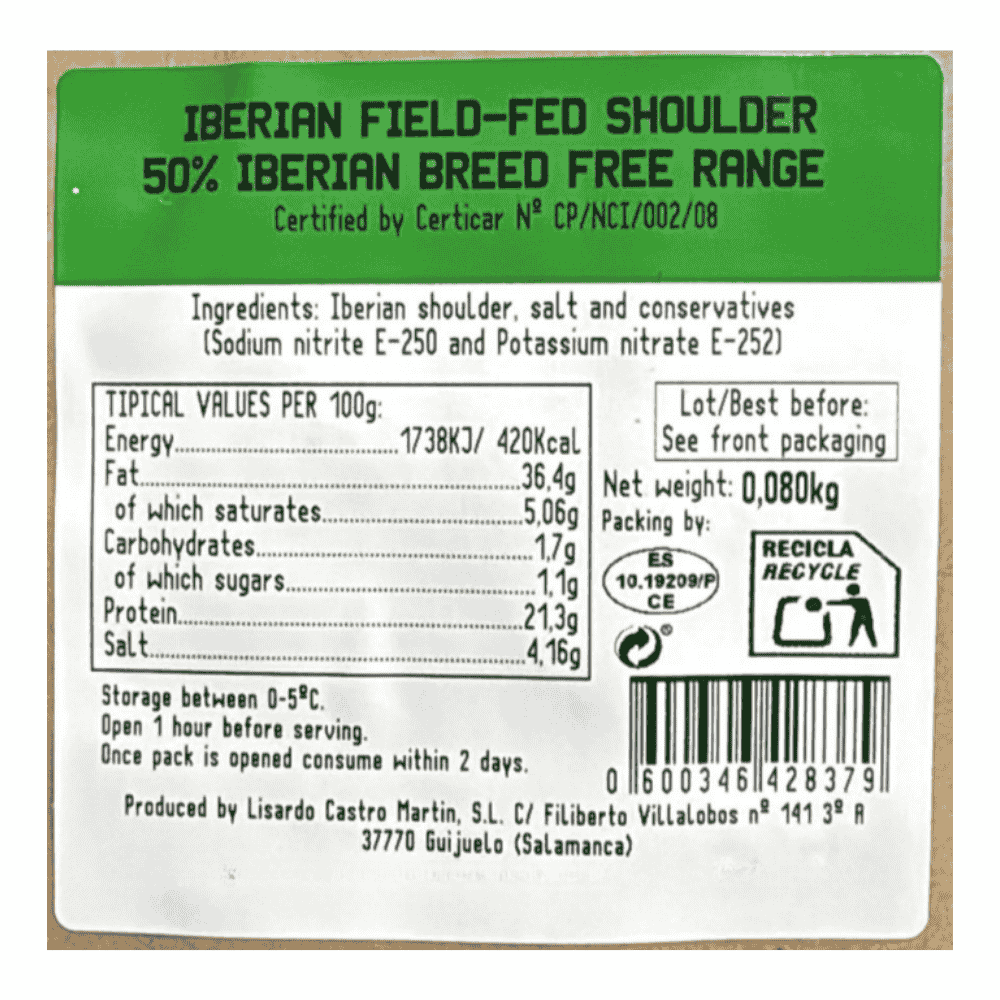 IBERIAN FIELD-FED SHOULDER
50% IBERIAN BREED FREE RANGE
Certified by Certicar Nº CP/NCI/002/08
Ingredients: Iberian shoulder, salt and conservatives
(Sodium nitrite E-250 and Potassium nitrate E-252)
TIPICAL VALUES PER 100g:
Energy..............................1738KJ/ 420Kcal
Fat..............................36,4g
of which saturates..............................5,06g
Carbohydrates..............................1,7g
of which sugars..............................1,1g
Protein..............................21,3g
Salt..............................4,16g
Lot/Best before:
See front packaging
Net weight: 0,080kg
Packing by:
ES
10.19209/P
CE
RECICLA
RECYCLE
®
Storage between 0-5ºC.
Open 1 hour before serving.
Once pack is opened consume within 2 days.
0 600346 428379
Produced by Lisardo Castro Martin, S.L. C/ Filiberto Villalobos nº 141 3º A
37770 Guijuelo (Salamanca)